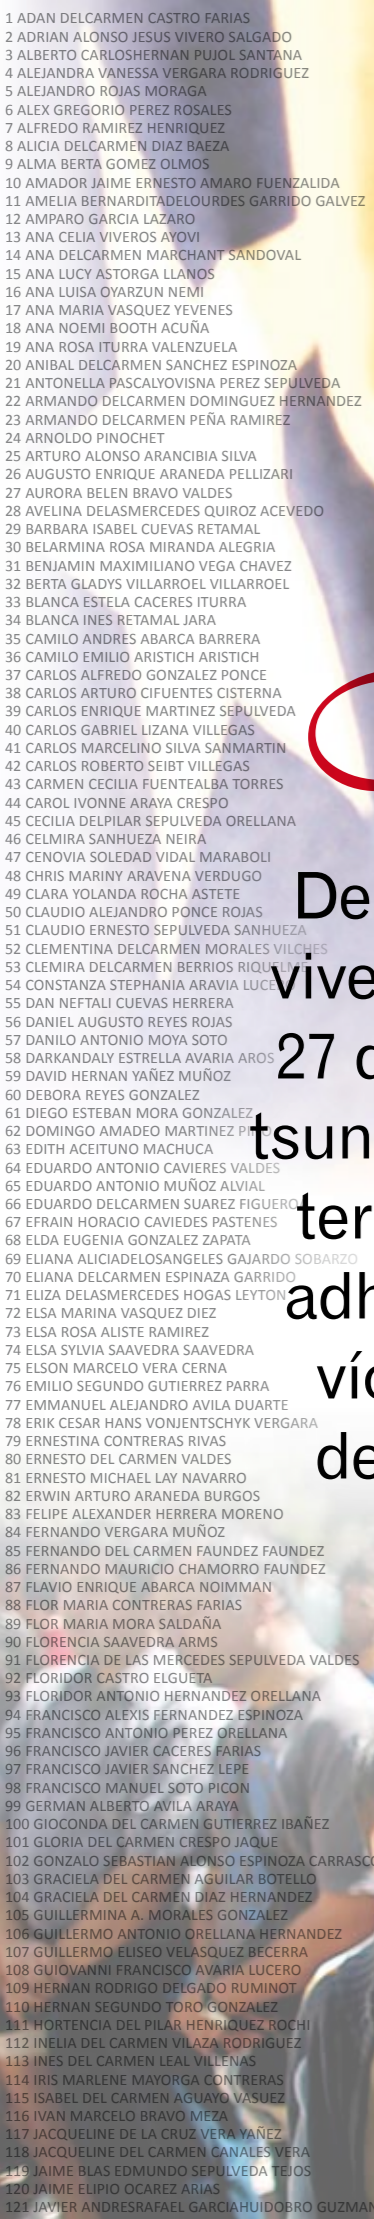 1 ADAN DELCARMEN CASTRO FARIAS
2 ADRIAN ALONSO JESUS VIVERO SALGADO
3 ALBERTO CARLOSHERNAN PUJOL SANTANA
4 ALEJANDRA VANESSA VERGARA RODRIGUEZ
5 ALEJANDRO ROJAS MORAGA
6 ALEX GREGORIO PEREZ ROSALES
7 ALFREDO RAMIREZ HENRIQUEZ
8 ALICIA DELCARMEN DIAZ BAEZA
9 ALMA BERTA GOMEZ OLMOS
10 AMADOR JAIME ERNESTO AMARO FUENZALIDA
11 AMELIA BERNARDITADELOURDES GARRIDO GALVEZ
12 AMPARO GARCIA LAZARO
13 ANA CELIA VIVEROS AYOVI
14 ANA DELCARMEN MARCHANT SANDOVAL
15 ANA LUCY ASTORGA LLANOS
16 ANA LUISA OYARZUN NEMI
17 ANA MARIA VASQUEZ YEVENES
18 ANA NOEMI BOOTH ACUÑA
19 ANA ROSA ITURRA VALENZUELA
20 ANIBAL DELCARMEN SANCHEZ ESPINOZA
21 ANTONELLA PASCALYOVISNA PEREZ SEPULVEDA
22 ARMANDO DELCARMEN DOMINGUEZ HERNANDEZ
23 ARMANDO DELCARMEN PEÑA RAMIREZ
24 ARNOLDO PINOCHET
25 ARTURO ALONSO ARANCIBIA SILVA
26 AUGUSTO ENRIQUE ARANEDA PELLIZARI
27 AURORA BELEN BRAVO VALDES
28 AVELINA DELASMERCEDES QUIROZ ACEVEDO
29 BARBARA ISABEL CUEVAS RETAMAL
30 BELARMINA ROSA MIRANDA ALEGRIA
31 BENJAMIN MAXIMILIANO VEGA CHAVEZ
32 BERTA GLADYS VILLARROEL VILLARROEL
33 BLANCA ESTELA CACERES ITURRA
34 BLANCA INES RETAMAL JARA
35 CAMILO ANDRES ABARCA BARRERA
36 CAMILO EMILIO ARISTICH ARISTICH
37 CARLOS ALFREDO GONZALEZ PONCE
38 CARLOS ARTURO CIFUENTES CISTERNA
39 CARLOS ENRIQUE MARTINEZ SEPULVEDA
40 CARLOS GABRIEL LIZANA VILLEGAS
41 CARLOS MARCELINO SILVA SANMARTIN
42 CARLOS ROBERTO SEIBT VILLEGAS
43 CARMEN CECILIA FUENTEALBA TORRES
44 CAROL IVONNE ARAYA CRESPO
45 CECILIA DELPILAR SEPULVEDA ORELLANA
46 CELMIRA SANHUEZA NEIRA
47 CENOVIA SOLEDAD VIDAL MARABOLI
48 CHRIS MARINY ARAVENA VERDUGO
49 CLARA YOLANDA ROCHA ASTETE
50 CLAUDIO ALEJANDRO PONCE ROJAS
51 CLAUDIO ERNESTO SEPULVEDA SANHUEZA
52 CLEMENTINA DELCARMEN MORALES VILCHES
53 CLEMIRA DELCARMEN BERRIOS RIQUELME
54 CONSTANZA STEPHANIA ARAVIA LUCE
55 DAN NEFTALI CUEVAS HERRERA
56 DANIEL AUGUSTO REYES ROJAS
57 DANILO ANTONIO MOYA SOTO
58 DARKANDALY ESTRELLA AVARIA AROS
59 DAVID HERNAN YAÑEZ MUÑOZ
60 DEBORA REYES GONZALEZ
61 DIEGO ESTEBAN MORA GONZALEZ
62 DOMINGO AMADEO MARTINEZ
63 EDITH ACEITUNO MACHUCA
64 EDUARDO ANTONIO CAVIERES VALDES
65 EDUARDO ANTONIO MUÑOZ ALVIAL
66 EDUARDO DELCARMEN SUAREZ FIGUEROA
67 EFRAIN HORACIO CAVIEDES PASTENES
68 ELDA EUGENIA GONZALEZ ZAPATA
69 ELIANA ALICIADELOSANGELES GAJARDO SOBARZO
70 ELIANA DELCARMEN ESPINAZA GARRIDO
71 ELIZA DELASMERCEDES HOGAS LEYTON
72 ELSA MARINA VASQUEZ DIEZ
73 ELSA ROSA ALISTE RAMIREZ
74 ELSA SYLVIA SAAVEDRA SAAVEDRA
75 ELSON MARCELO VERA CERNA
76 EMILIO SEGUNDO GUTIERREZ PARRA
77 EMMANUEL ALEJANDRO AVILA DUARTE
78 ERIK CESAR HANS VONJENTSCHYK VERGARA
79 ERNESTINA CONTRERAS RIVAS
80 ERNESTO DEL CARMEN VALDES
81 ERNESTO MICHAEL LAY NAVARRO
82 ERWIN ARTURO ARANEDA BURGOS
83 FELIPE ALEXANDER HERRERA MORENO
84 FERNANDO VERGARA MUÑOZ
85 FERNANDO DEL CARMEN FAUNDEZ FAUNDEZ
86 FERNANDO MAURICIO CHAMORRO FAUNDEZ
87 FLAVIO ENRIQUE ABARCA NOIMMAN
88 FLOR MARIA CONTRERAS FARIAS
89 FLOR MARIA MORA SALDAÑA
90 FLORENCIA SAAVEDRA ARMS
91 FLORENCIA DE LAS MERCEDES SEPULVEDA VALDES
92 FLORIDOR CASTRO ELGUETA
93 FLORIDOR ANTONIO HERNANDEZ ORELLANA
94 FRANCISCO ALEXIS FERNANDEZ ESPINOZA
95 FRANCISCO ANTONIO PEREZ ORELLANA
96 FRANCISCO JAVIER CACERES FARIAS
97 FRANCISCO JAVIER SANCHEZ LEPE
98 FRANCISCO MANUEL SOTO PICON
99 GERMAN ALBERTO AVILA ARAYA
100 GIOCONDA DEL CARMEN GUTIERREZ IBAÑEZ
101 GLORIA DEL CARMEN CRESPO JAQUE
102 GONZALO SEBASTIAN ALONSO ESPINOZA CARRASCO
103 GRACIELA DEL CARMEN AGUILAR BOTELLO
104 GRACIELA DEL CARMEN DIAZ HERNANDEZ
105 GUILLERMINA A. MORALES GONZALEZ
106 GUILLERMO ANTONIO ORELLANA HERNANDEZ
107 GUILLERMO ELISEO VELASQUEZ BECERRA
108 GUIOVANNI FRANCISCO AVARIA LUCERO
109 HERNAN RODRIGO DELGADO RUMINOT
110 HERNAN SEGUNDO TORO GONZALEZ
111 HORTENCIA DEL PILAR HENRIQUEZ ROCHI
112 INELIA DEL CARMEN VILAZA RODRIGUEZ
113 INES DEL CARMEN LEAL VILLENAS
114 IRIS MARLENE MAYORGA CONTRERAS
115 ISABEL DEL CARMEN AGUAYO VASUEZ
116 IVAN MARCELO BRAVO MEZA
117 JACQUELINE DE LA CRUZ VERA YAÑEZ
118 JACQUELINE DEL CARMEN CANALES VERA
119 JAIME BLAS EDMUNDO SEPULVEDA TEJOS
120 JAIME ELIPIO OCAREZ ARIAS
121 JAVIER ANDRESRAFAEL GARCIAHUIDOBRO GUZMAN
De
vive
27 d
tsun
ter
adh
víc
de